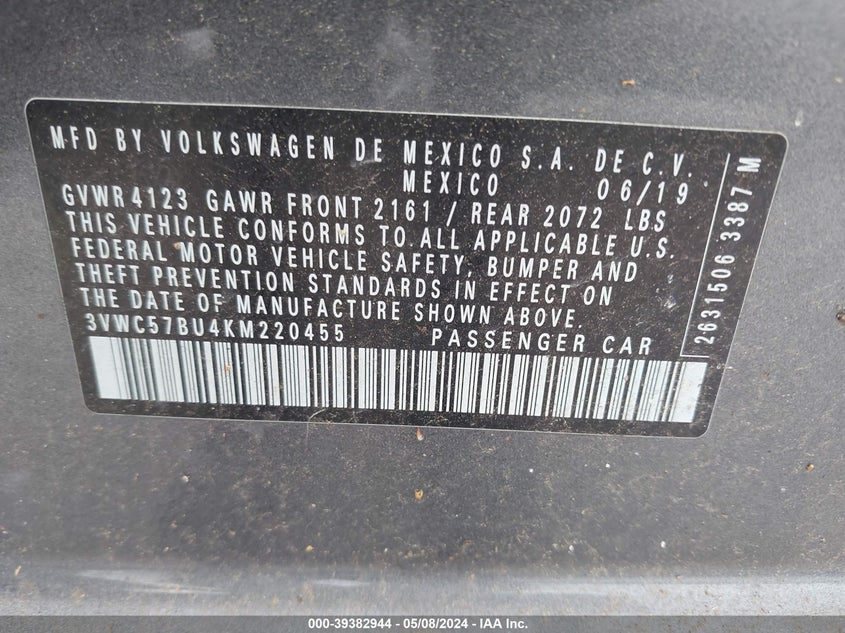 MFD BY VOLKSWAGEN DE MEXICO S.A. DE C.V.
MEXICO 06/19
GVWR 4123 GAWR FRONT 2161 / REAR 2072 LBS
THIS VEHICLE CONFORMS TO ALL APPLICABLE U.S.
FEDERAL MOTOR VEHICLE SAFETY, BUMPER AND
THEFT PREVENTION STANDARDS IN EFFECT ON
THE DATE OF MANUFACTURE SHOWN ABOVE.
3VWC57BU4KM220455 PASSENGER CAR
2631506 3387 M
000-39382944 - 05/08/2024 - IAA Inc.